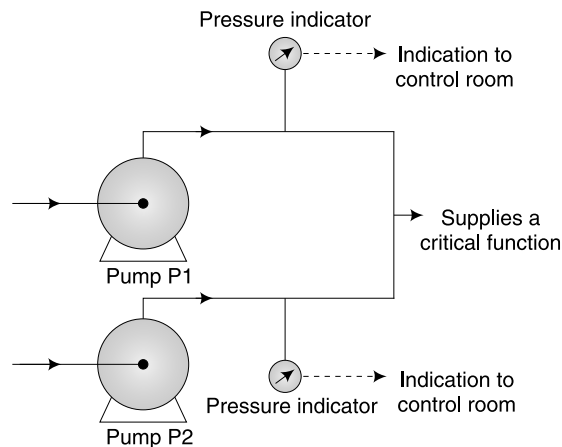 Pressure indicator
Indication to
control room
Pump P1
Supplies a
critical function
Pressure indicator
Indication to
control room
Pump P2